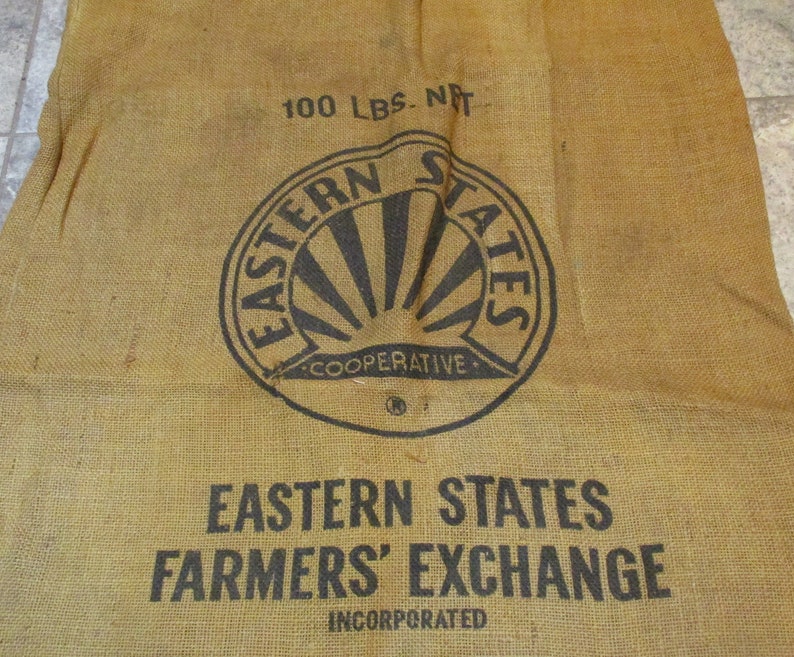 100 LBS. NET
EASTERN STATES
·COOPERATIVE·
®
EASTERN STATES
FARMERS' EXCHANGE
INCORPORATED